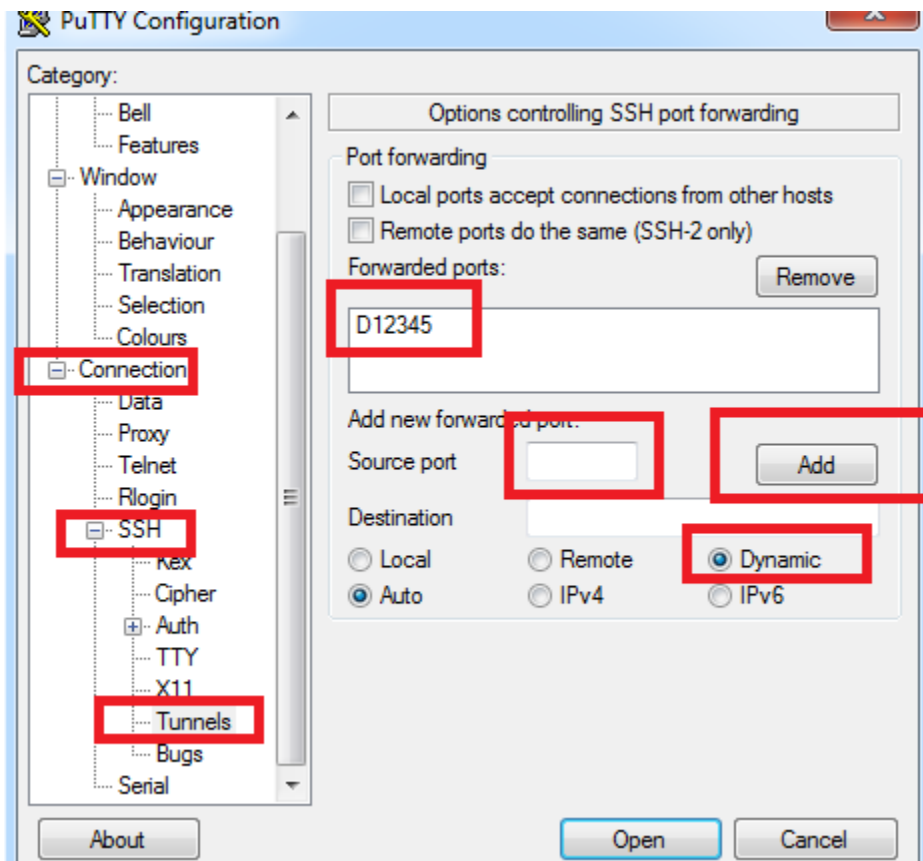 PuTTY Configuration
Category:
Bell
Features
Window
Appearance
Behaviour
Translation
Selection
Colours
Connection
Data
Proxy
Telnet
Rlogin
SSH
Kex
Cipher
Auth
TTY
X11
Tunnels
Bugs
Serial
Options controlling SSH port forwarding
Port forwarding
Local ports accept connections from other hosts
Remote ports do the same (SSH-2 only)
Forwarded ports:
Remove
D12345
Add new forwarded port:
Source port
Add
Destination
Local Remote Dynamic
Auto IPv4 IPv6
About Open Cancel